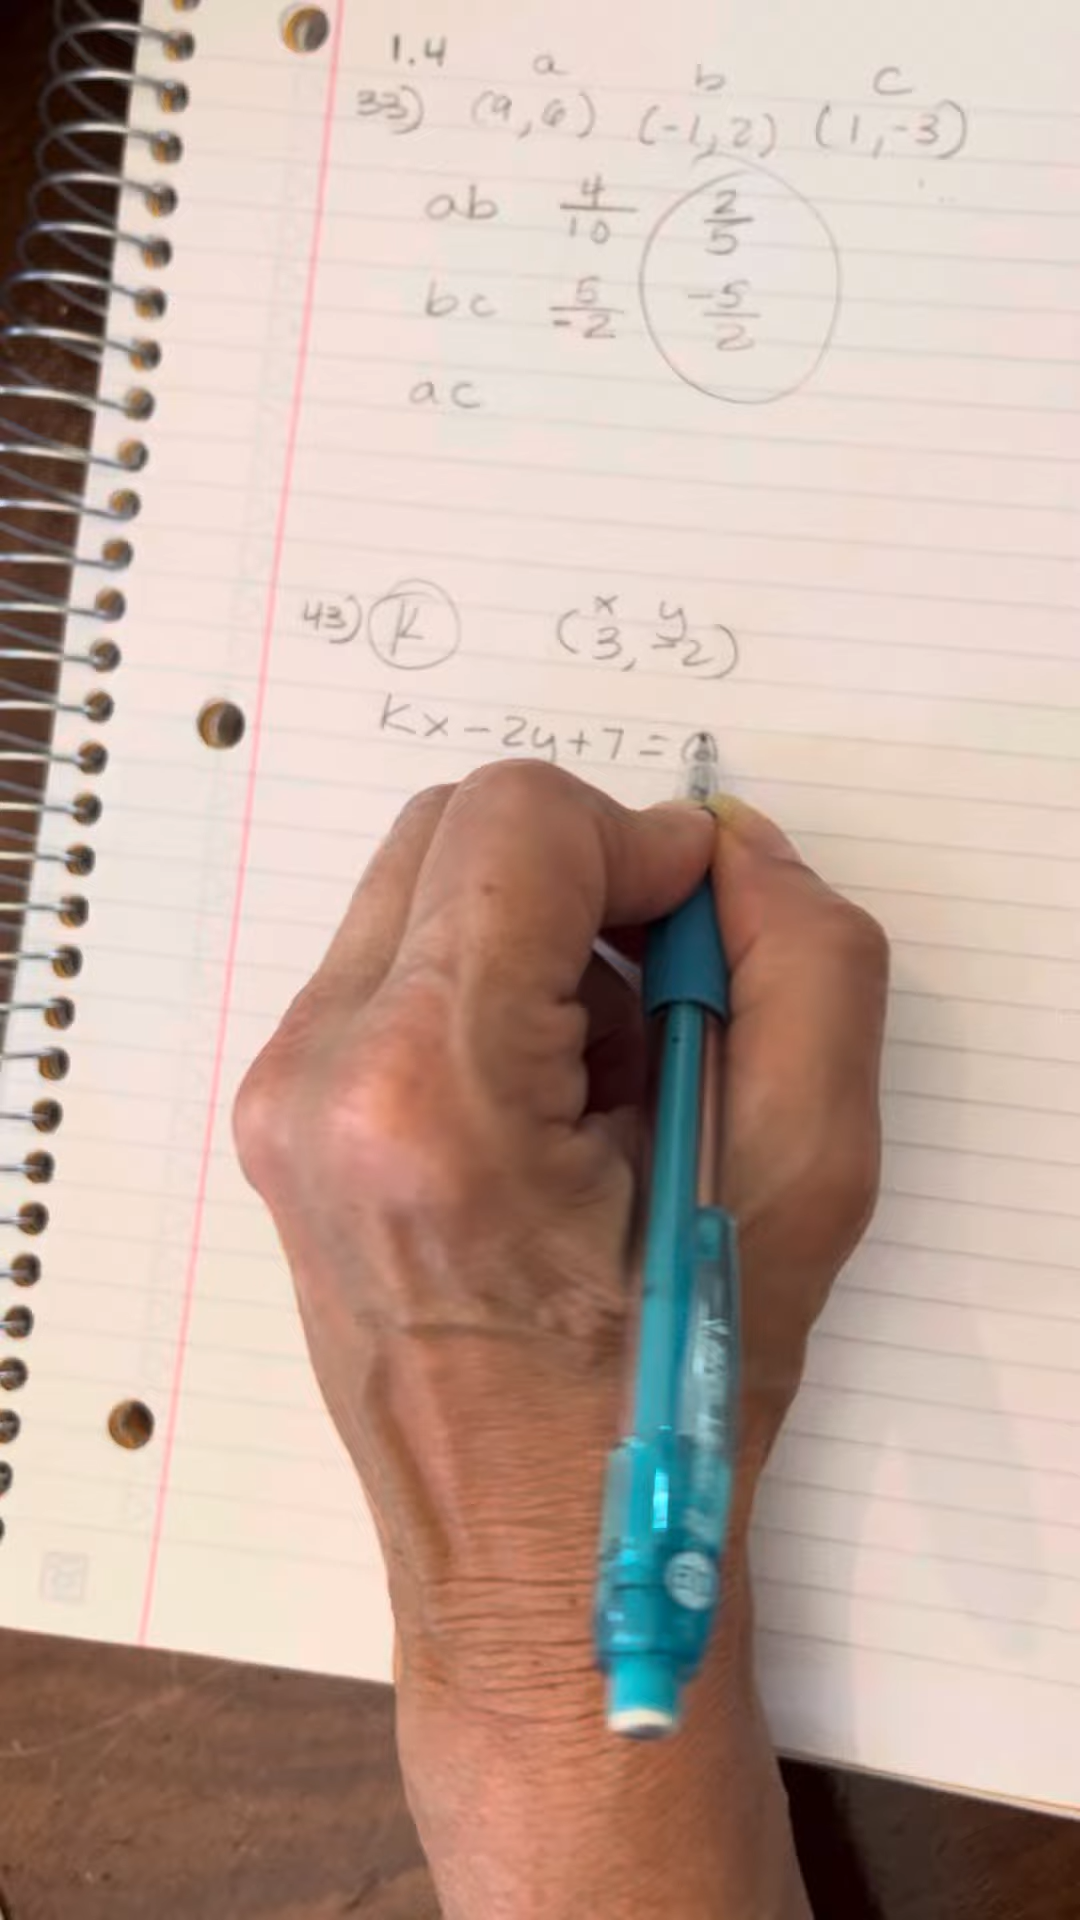 1.4 a b c
33) (9,6) (-1,2) (1,-3)
ab 4/10 2/5
bc 5/-2 -5/2
ac
43) K (3,-2)
x y
Kx-2y+7=